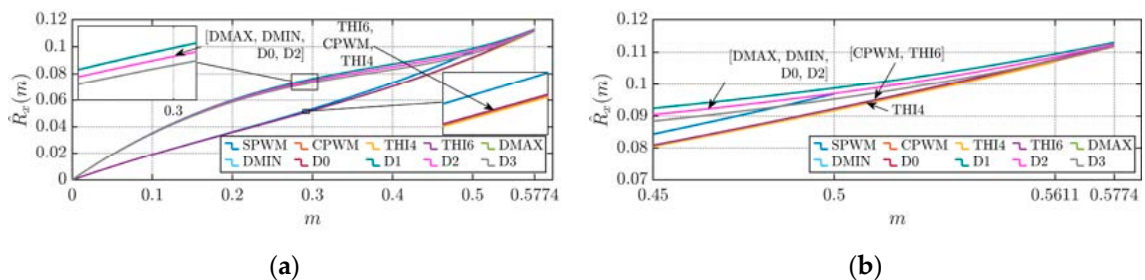 0.12
0.1
0.08
0.06
0.04
0.02
0
R̂x(m)
[DMAX, DMIN,
D0, D2]
THI6,
CPWM,
THI4
0.3
SPWM CPWM THI4 THI6 DMAX
DMIN D0 D1 D2 D3
0 0.1 0.2 0.3 0.4 0.5 0.5774
m
(a)
0.12
0.11
0.1
0.09
0.08
0.07
R̂x(m)
[DMAX, DMIN,
D0, D2]
[CPWM, THI6]
THI4
SPWM CPWM THI4 THI6 DMAX
DMIN D0 D1 D2 D3
0.45 0.5 0.5611 0.5774
m
(b)